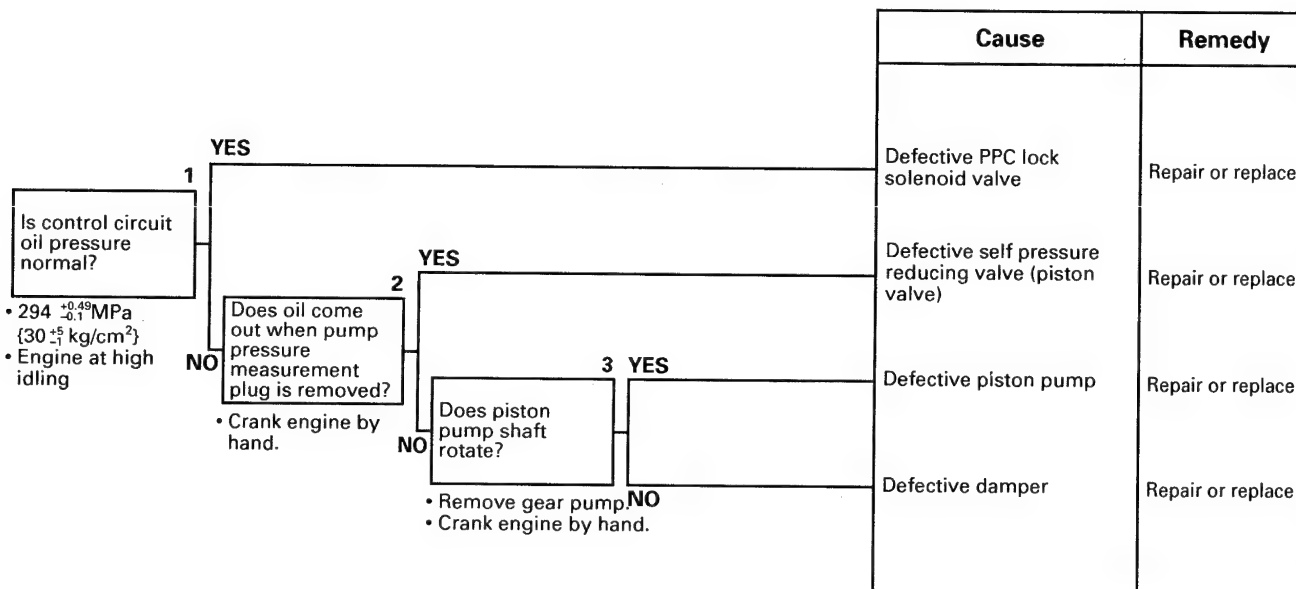 Cause Remedy
YES
1
Is control circuit
oil pressure
normal?
• 294 +0.49 -0.1 MPa
{30 +5 -1 kg/cm²}
• Engine at high
idling
NO
YES
2
Does oil come
out when pump
pressure
measurement
plug is removed?
• Crank engine by
hand.
NO
3 YES
Does piston
pump shaft
rotate?
• Remove gear pump.
• Crank engine by hand.
NO
Defective PPC lock
solenoid valve
Repair or replace
Defective self pressure
reducing valve (piston
valve)
Repair or replace
Defective piston pump
Repair or replace
Defective damper
Repair or replace